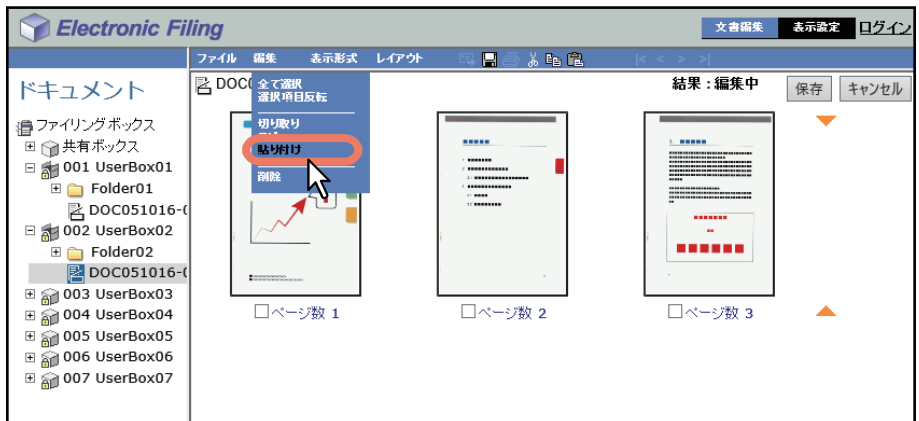 Electronic Filing
文書編集 表示設定 ログイン
ファイル 編集 表示形式 レイアウト
|< < > >|
ドキュメント
ファイリングボックス
共有ボックス
001 UserBox01
Folder01
DOC051016-
002 UserBox02
Folder02
DOC051016-
003 UserBox03
004 UserBox04
005 UserBox05
006 UserBox06
007 UserBox07
DOC
結果:編集中
保存 キャンセル
全て選択
選択項目反転
切り取り
貼り付け
削除
ページ数 1
ページ数 2
ページ数 3